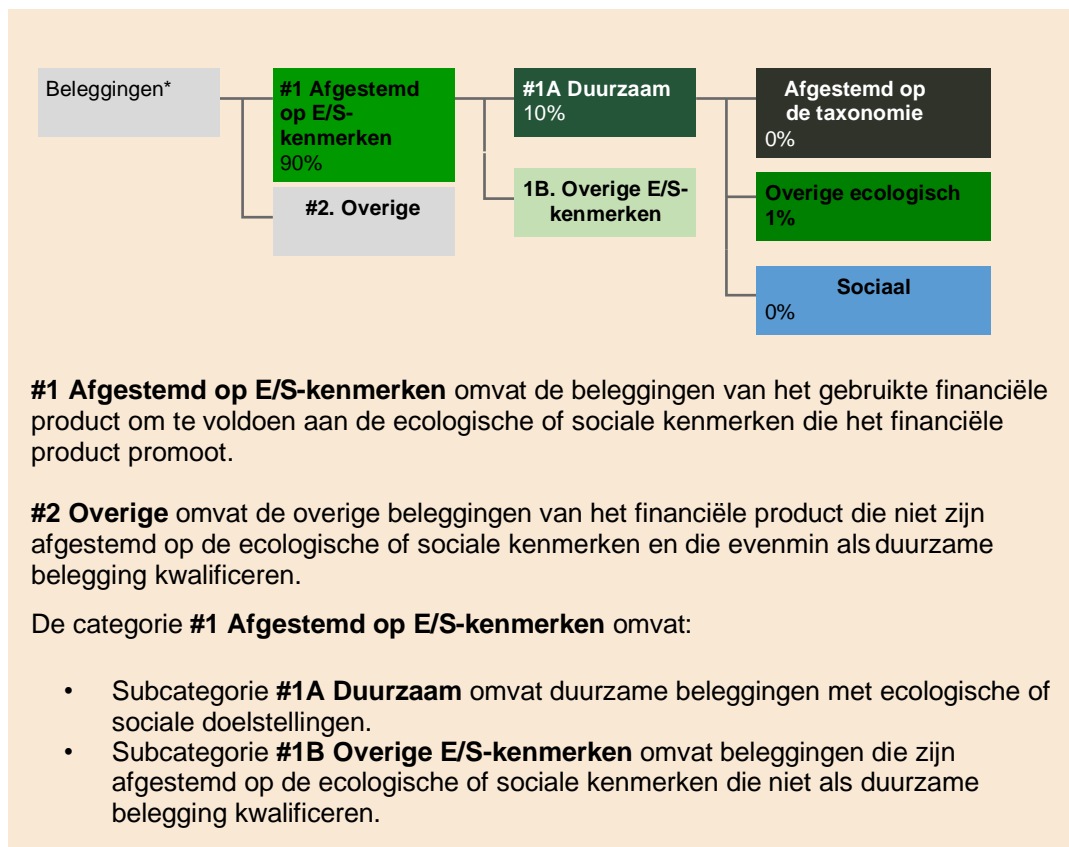 Beleggingen*
#1 Afgestemd
op E/S-
kenmerken
90%
#2. Overige
#1A Duurzaam
10%
1B. Overige E/S-
kenmerken
Afgestemd op
de taxonomie
0%
Overige ecologisch
1%
Sociaal
0%
#1 Afgestemd op E/S-kenmerken omvat de beleggingen van het gebruikte financiële
product om te voldoen aan de ecologische of sociale kenmerken die het financiële
product promoot.
#2 Overige omvat de overige beleggingen van het financiële product die niet zijn
afgestemd op de ecologische of sociale kenmerken en die evenmin als duurzame
belegging kwalificeren.
De categorie #1 Afgestemd op E/S-kenmerken omvat:
• Subcategorie #1A Duurzaam omvat duurzame beleggingen met ecologische of
sociale doelstellingen.
• Subcategorie #1B Overige E/S-kenmerken omvat beleggingen die zijn
afgestemd op de ecologische of sociale kenmerken die niet als duurzame
belegging kwalificeren.